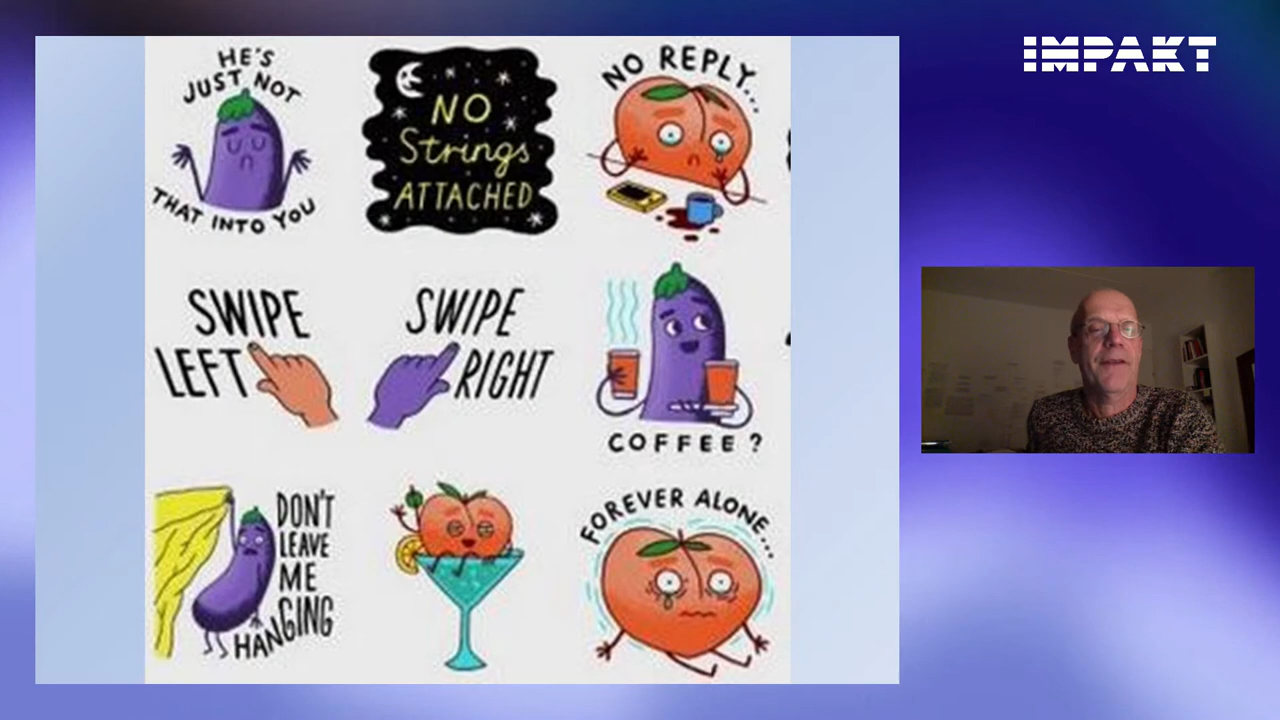 IMPAKT
HE'S
JUST NOT
THAT INTO YOU
NO
Strings
ATTACHED
NO REPLY...
SWIPE
LEFT
SWIPE
RIGHT
COFFEE?
DON'T
LEAVE
ME
HANGING
FOREVER ALONE...